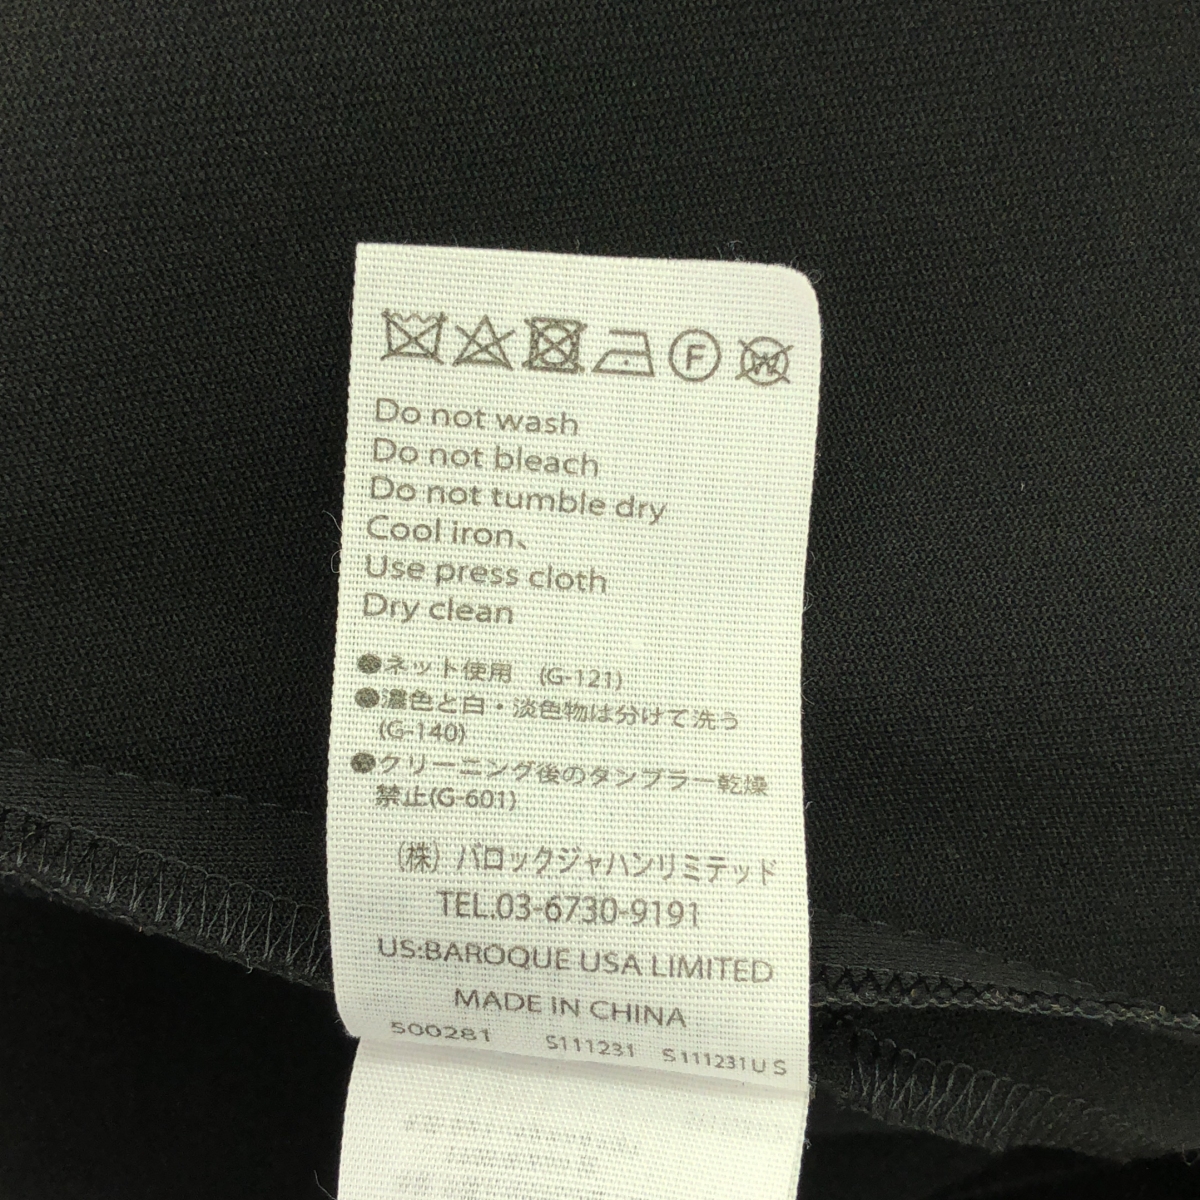 F W
Do not wash
Do not bleach
Do not tumble dry
Cool iron、
Use press cloth
Dry clean
●ネット使用 (G-121)
●濃色と白・淡色物は分けて洗う
(G-140)
●クリーニング後のタンブラー乾燥
禁止(G-601)
(株) バロックジャパンリミテッド
TEL.03-6730-9191
US:BAROQUE USA LIMITED
MADE IN CHINA
500281 S111231 S111231US